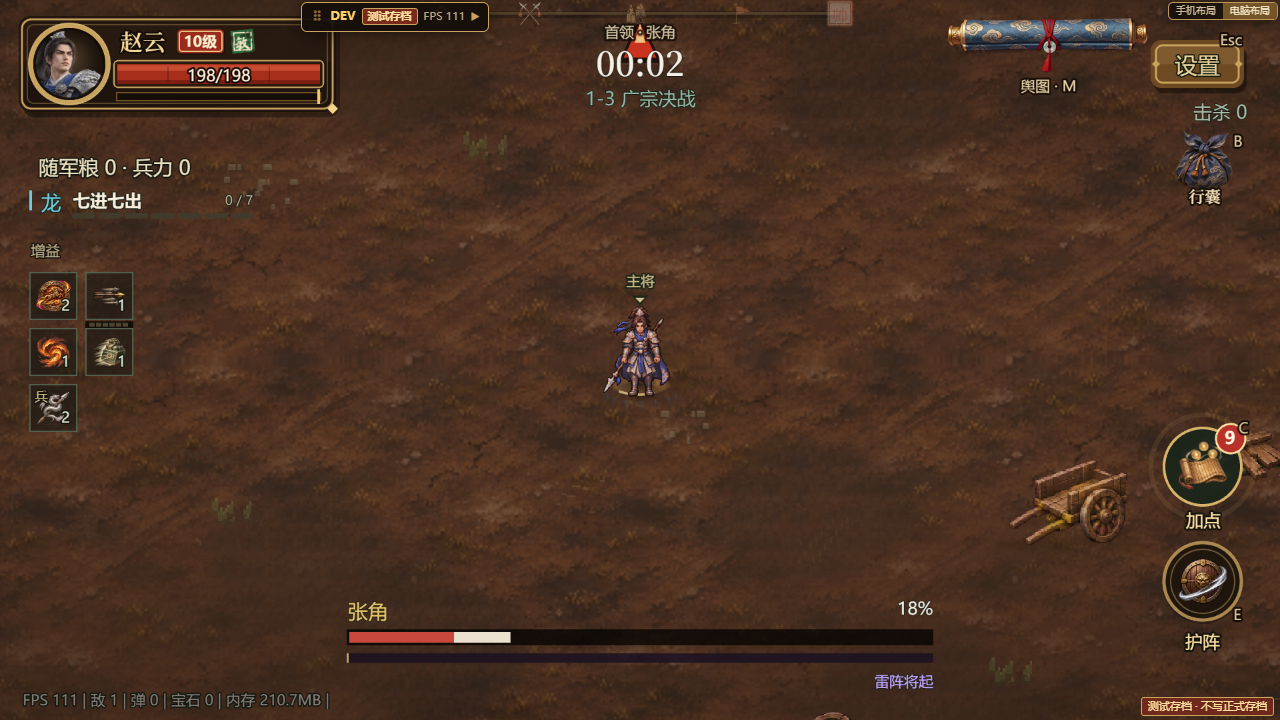 DEV 测试存档 FPS 111 ▶
手机布局 电脑布局
赵云 10级
198/198
首领·张角
00:02
1-3 广宗决战
舆图 · M
Esc
设置
击杀 0
B
行囊
随军粮 0 · 兵力 0
龙 七进七出 0 / 7
增益
2
1
1
1
兵
2
主将
9
C
加点
E
护阵
张角
18%
雷阵将起
FPS 111 | 敌 1 | 弹 0 | 宝石 0 | 内存 210.7MB |
测试存档 · 不写正式存档